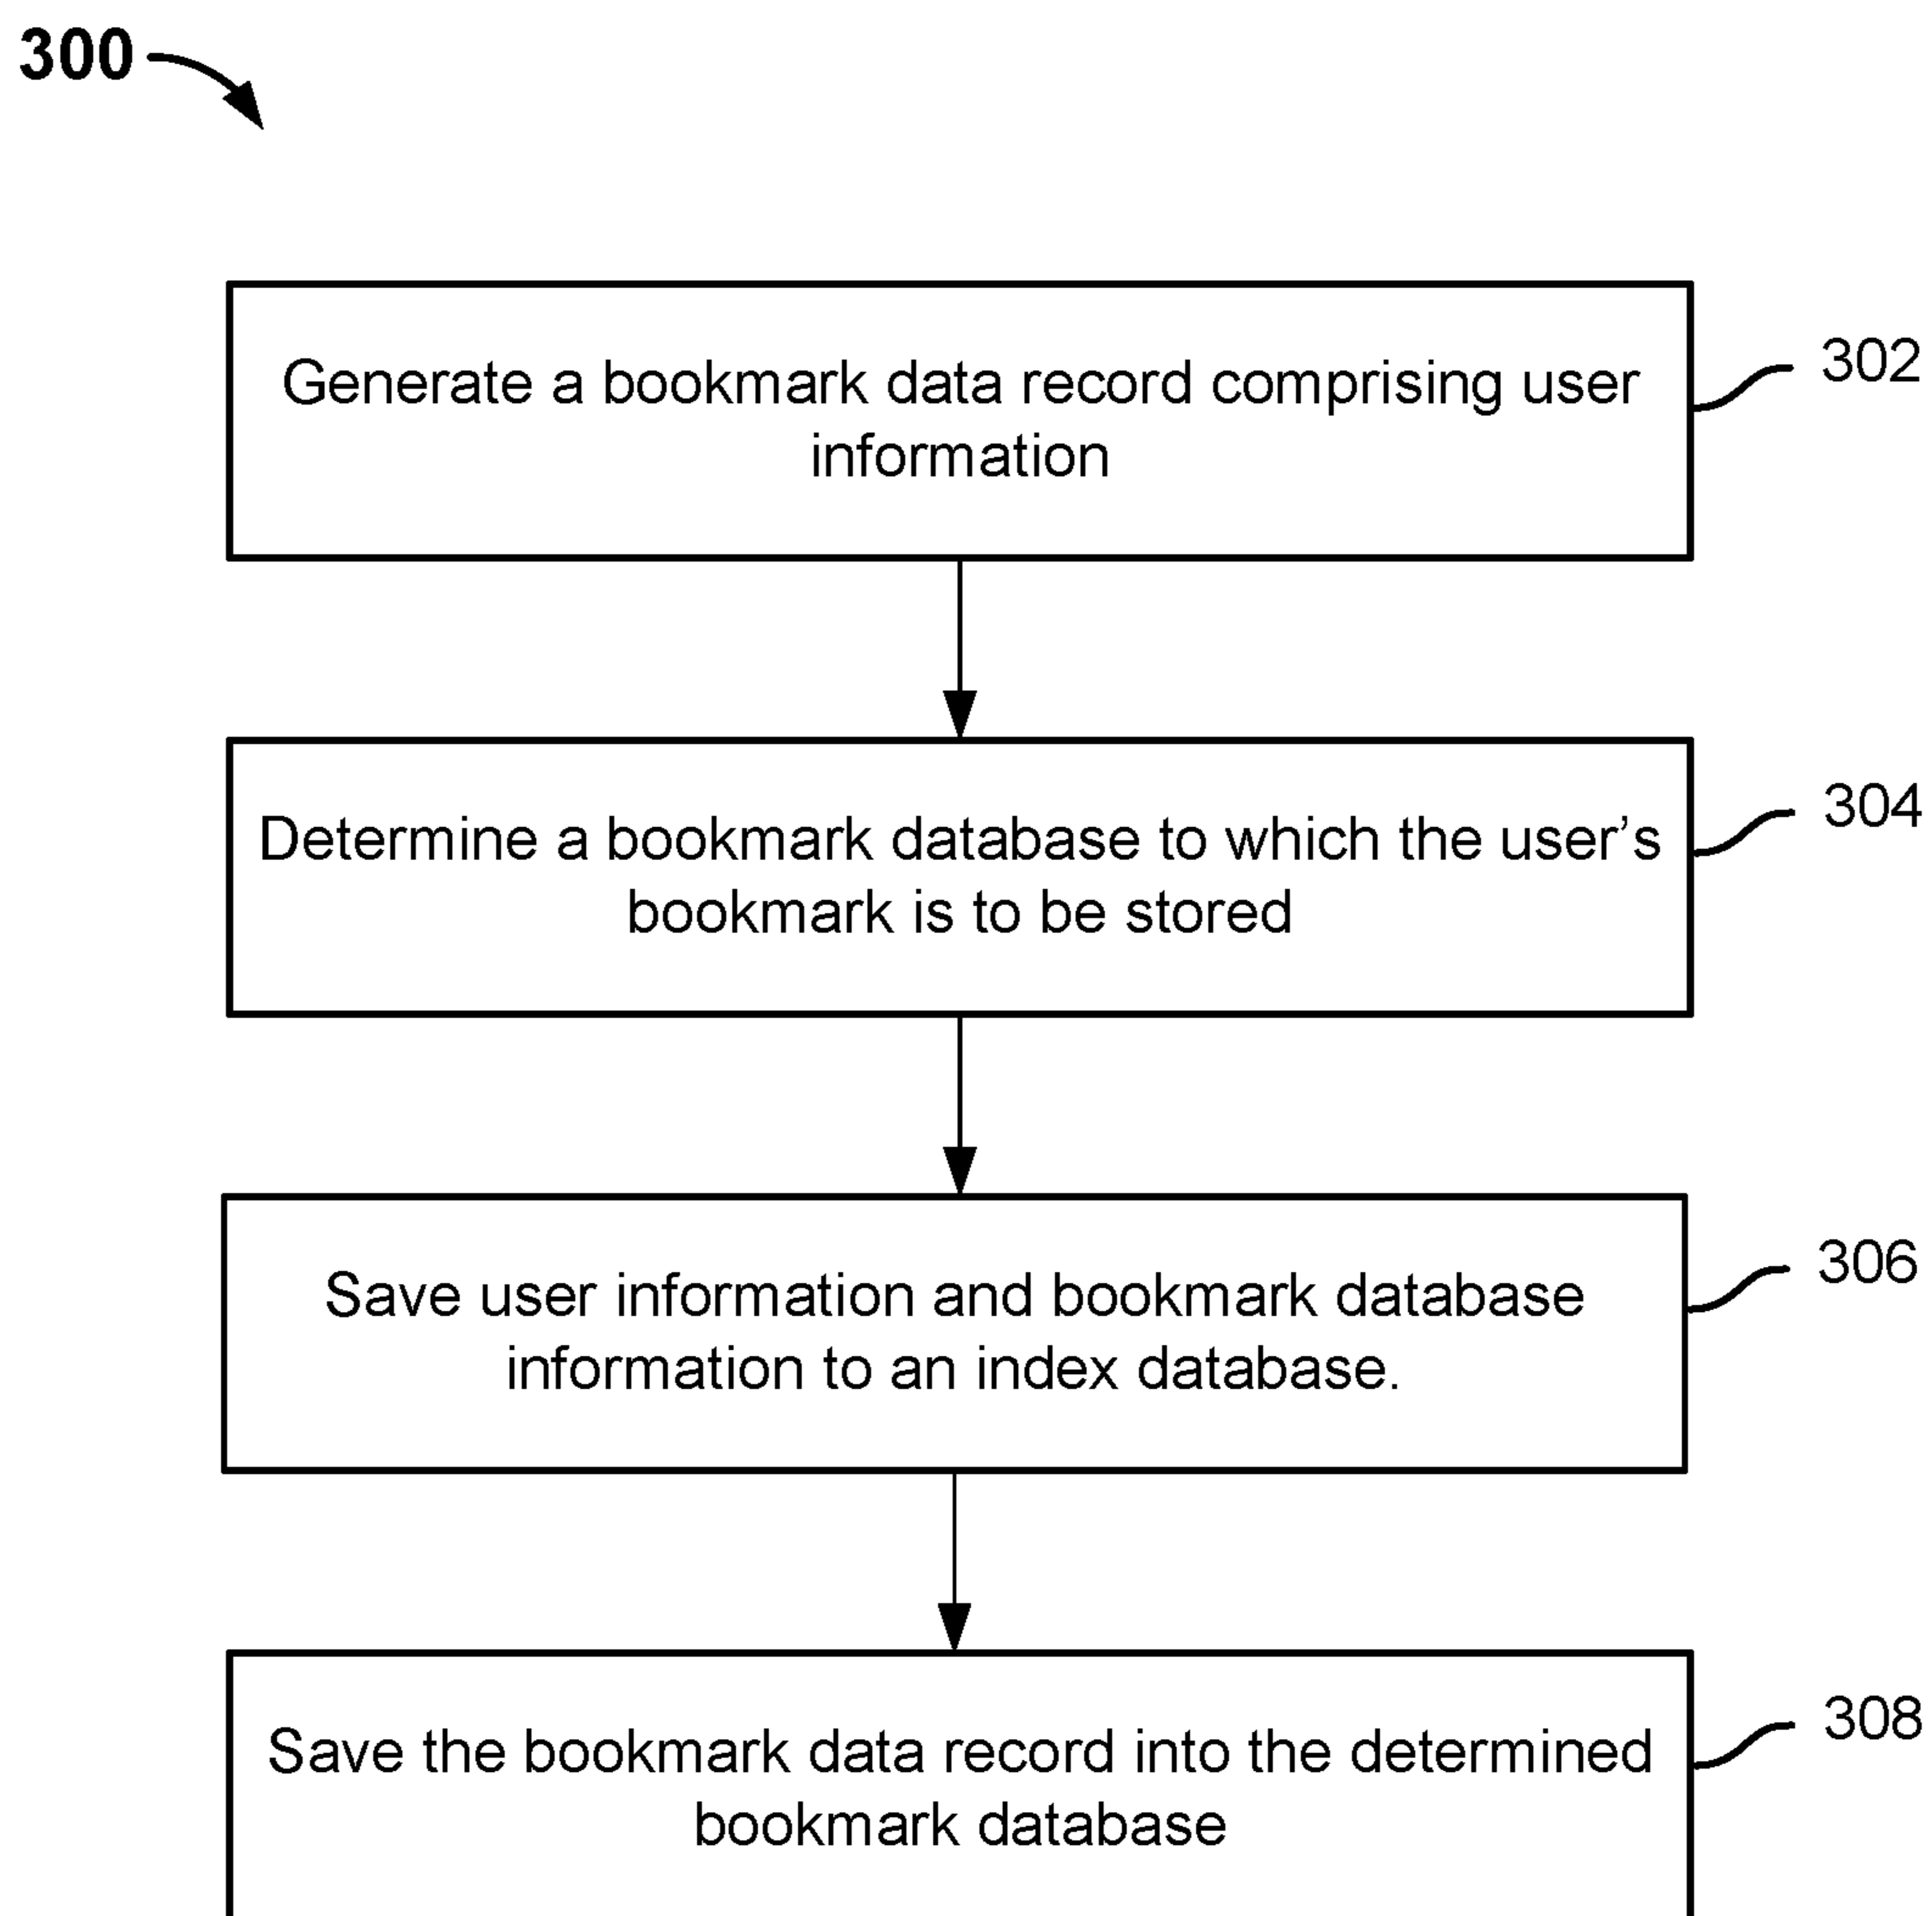 300
Generate a bookmark data record comprising user
information
302
Determine a bookmark database to which the user’s
bookmark is to be stored
304
Save user information and bookmark database
information to an index database.
306
Save the bookmark data record into the determined
bookmark database
308